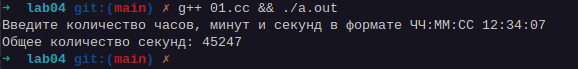 → lab04 git:(main) ✗ g++ 01.cc && ./a.out
Введите количество часов, минут и секунд в формате ЧЧ:ММ:СС 12:34:07
Общее количество секунд: 45247
→ lab04 git:(main) ✗